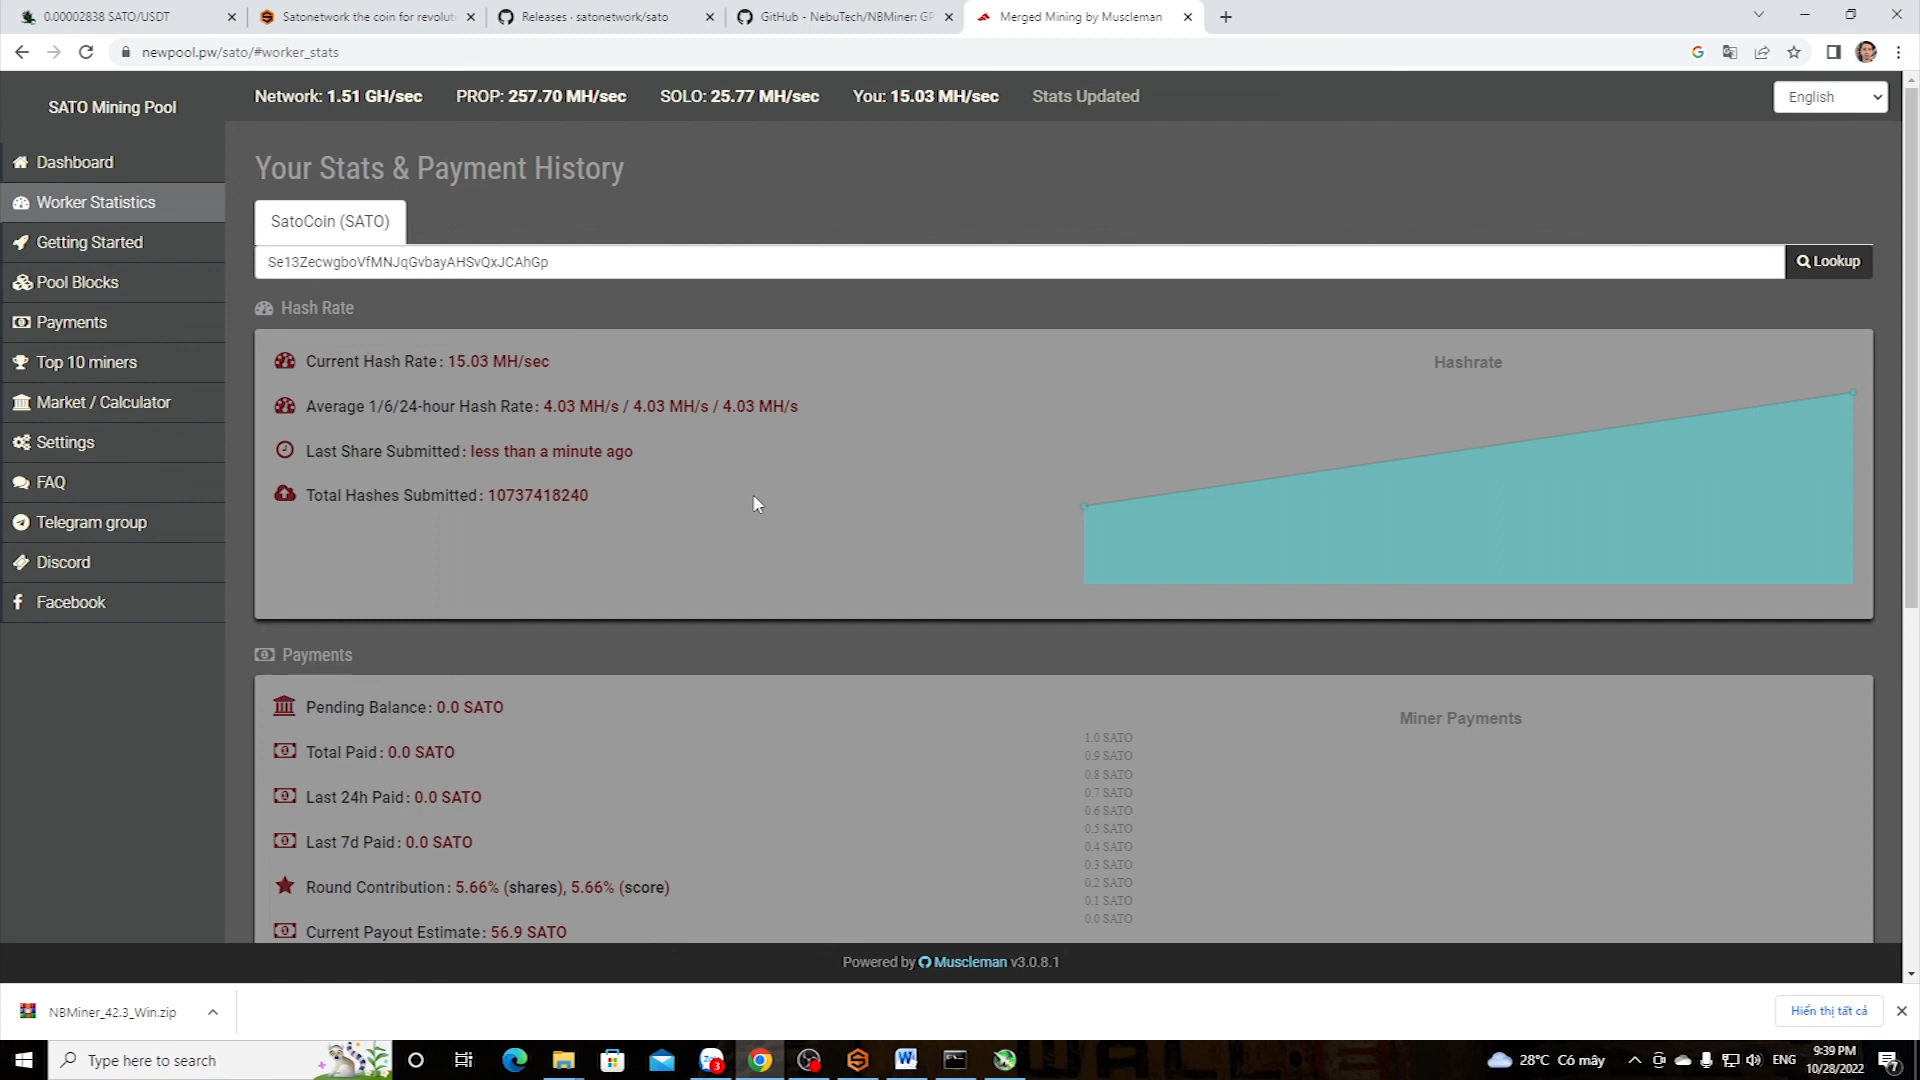 0.00002838 SATO/USDT
Satonetwork the coin for revoluti
Releases · satonetwork/sato
GitHub - NebuTech/NBMiner: GP
Merged Mining by Muscleman
newpool.pw/sato/#worker_stats
SATO Mining Pool
Network: 1.51 GH/sec PROP: 257.70 MH/sec SOLO: 25.77 MH/sec You: 15.03 MH/sec Stats Updated
English
Dashboard
Worker Statistics
Getting Started
Pool Blocks
Payments
Top 10 miners
Market / Calculator
Settings
FAQ
Telegram group
Discord
Facebook
Your Stats & Payment History
SatoCoin (SATO)
Se13ZecwgboVfMNJqGvbayAHSvQxJCAhGp
Lookup
Hash Rate
Current Hash Rate: 15.03 MH/sec
Average 1/6/24-hour Hash Rate: 4.03 MH/s / 4.03 MH/s / 4.03 MH/s
Last Share Submitted: less than a minute ago
Total Hashes Submitted: 10737418240
Hashrate
Payments
Pending Balance: 0.0 SATO
Total Paid: 0.0 SATO
Last 24h Paid: 0.0 SATO
Last 7d Paid: 0.0 SATO
Round Contribution: 5.66% (shares), 5.66% (score)
Current Payout Estimate: 56.9 SATO
Miner Payments
1.0 SATO
0.9 SATO
0.8 SATO
0.7 SATO
0.6 SATO
0.5 SATO
0.4 SATO
0.3 SATO
0.2 SATO
0.1 SATO
0.0 SATO
Powered by Muscleman v3.0.8.1
NBMiner_42.3_Win.zip
Hiển thị tất cả
Type here to search
28°C Có mây
ENG
9:39 PM
10/28/2022